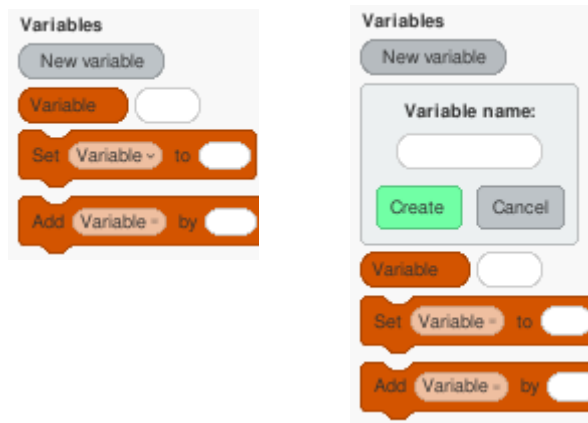 Variables
New variable
Variable
Set Variable to
Add Variable by
Variables
New variable
Variable name:
Create Cancel
Variable
Set Variable to
Add Variable by